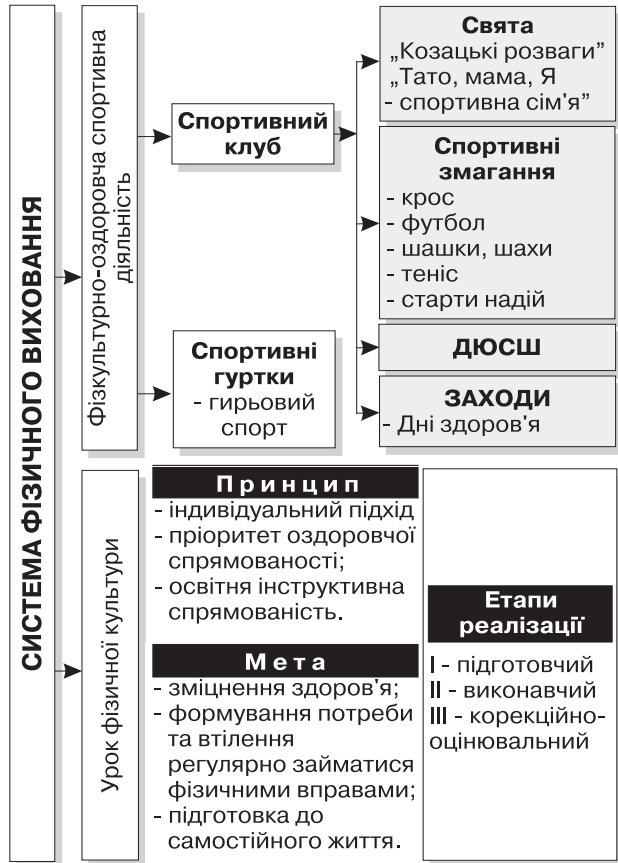 СИСТЕМА ФІЗИЧНОГО ВИХОВАННЯ
Фізкультурно-оздоровча спортивна
діяльність
Спортивний
клуб
Свята
„Козацькі розваги”
„Тато, мама, Я
- спортивна сім'я”
Спортивні
змагання
- крос
- футбол
- шашки, шахи
- теніс
- старти надій
ДЮСШ
ЗАХОДИ
- Дні здоров'я
Спортивні
гуртки
- гирьовий
спорт
Урок фізичної культури
Принцип
- індивідуальний підхід
- пріоритет оздоровчої
спрямованості;
- освітня інструктивна
спрямованість.
Мета
- зміцнення здоров'я;
- формування потреби
та втілення
регулярно займатися
фізичними вправами;
- підготовка до
самостійного життя.
Етапи
реалізації
I - підготовчий
II - виконавчий
III - корекційно-
оцінювальний